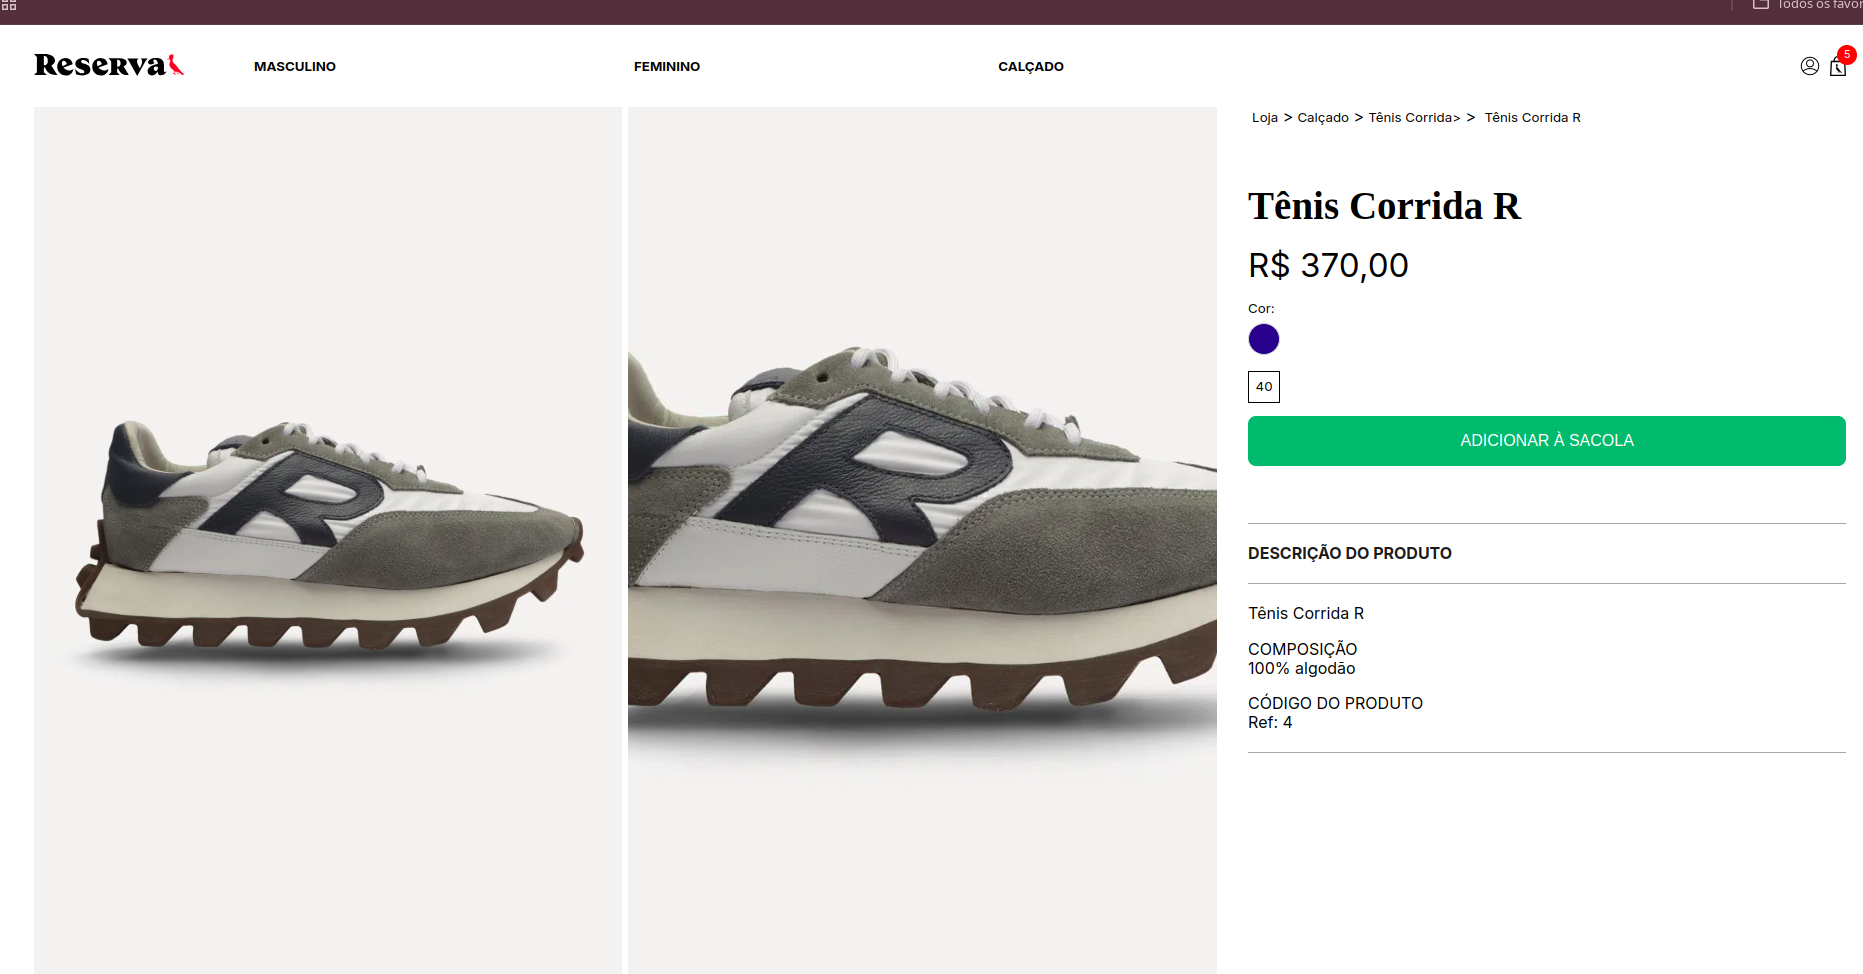 Todos os favor
Reserva
MASCULINO
FEMININO
CALÇADO
5
Loja > Calçado > Tênis Corrida> > Tênis Corrida R
Tênis Corrida R
R$ 370,00
Cor:
40
ADICIONAR À SACOLA
DESCRIÇÃO DO PRODUTO
Tênis Corrida R
COMPOSIÇÃO
100% algodão
CÓDIGO DO PRODUTO
Ref: 4
R
R